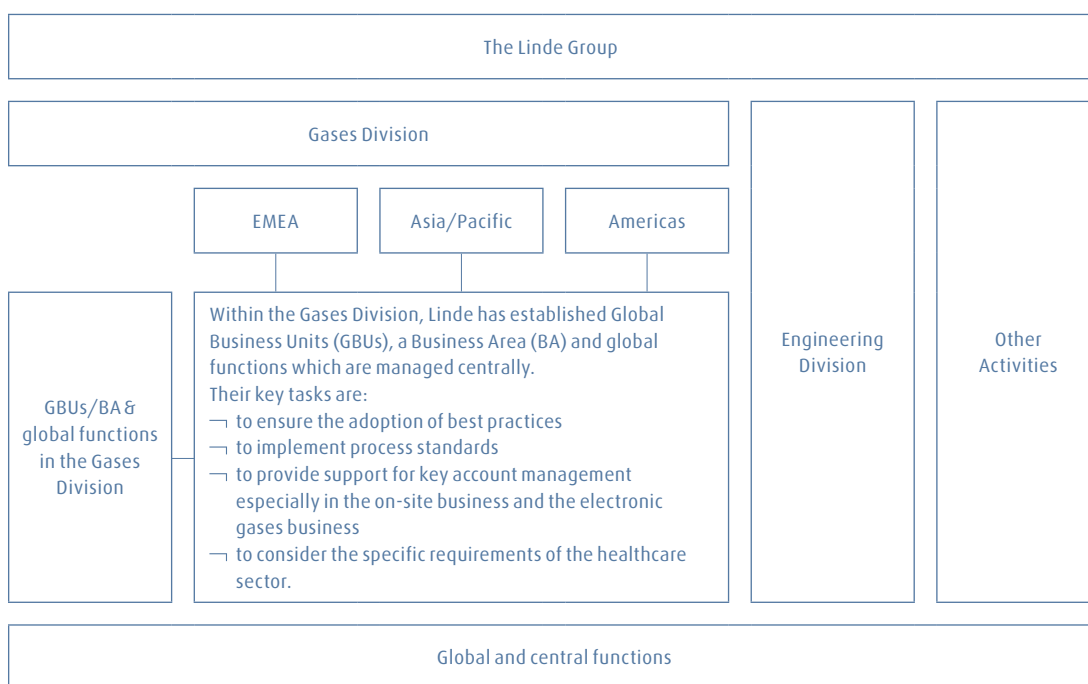 The Linde Group
Gases Division
EMEA
Asia/Pacific
Americas
GBUs/BA &
global functions
in the Gases
Division
Within the Gases Division, Linde has established Global
Business Units (GBUs), a Business Area (BA) and global
functions which are managed centrally.
Their key tasks are:
¬ to ensure the adoption of best practices
¬ to implement process standards
¬ to provide support for key account management
especially in the on-site business and the electronic
gases business
¬ to consider the specific requirements of the healthcare
sector.
Engineering
Division
Other
Activities
Global and central functions